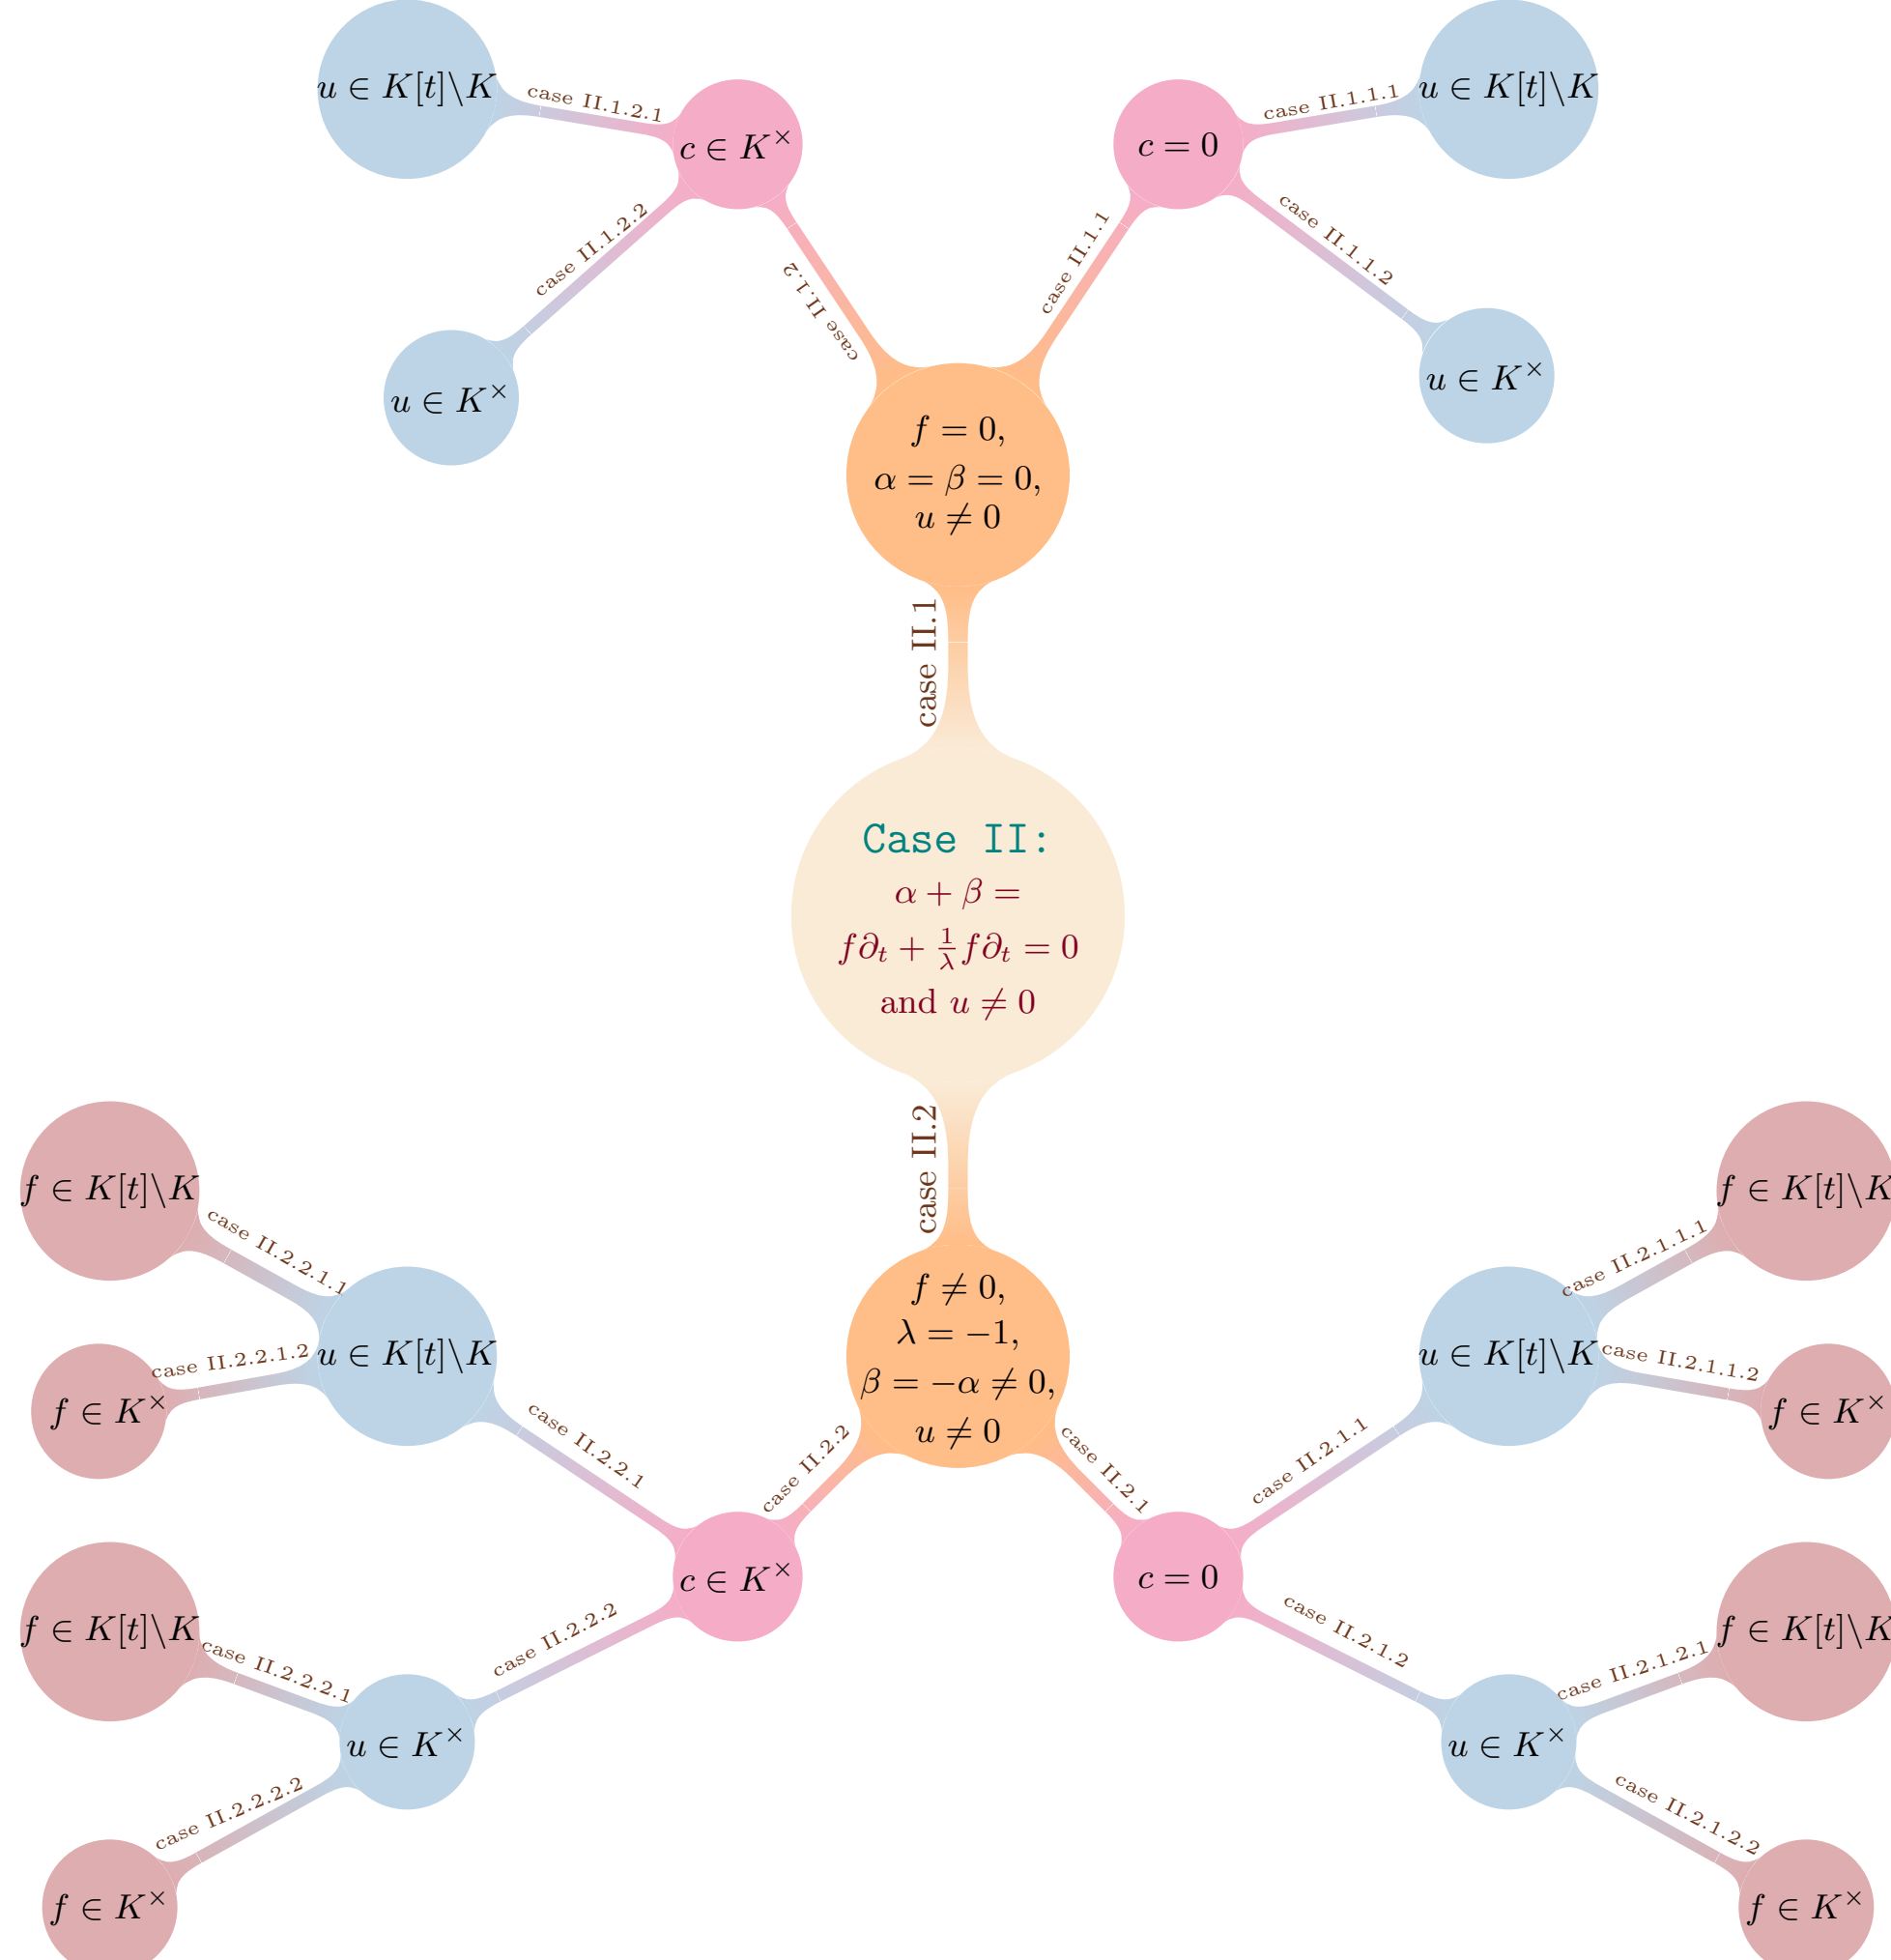 u ∈ K[t]\K
case II.1.2.1
c ∈ K^×
case II.1.2.2
u ∈ K^×
case II.1.2
c = 0
case II.1.1.1
u ∈ K[t]\K
case II.1.1.2
u ∈ K^×
case II.1.1
f = 0,
α = β = 0,
u ≠ 0
case II.1
Case II:
α + β =
f∂_t + \frac{1}{λ}f∂_t = 0
and u ≠ 0
case II.2
f ≠ 0,
λ = −1,
β = −α ≠ 0,
u ≠ 0
case II.2.2
case II.2.1
f ∈ K[t]\K
case II.2.2.1.1
f ∈ K^×
case II.2.2.1.2
u ∈ K[t]\K
case II.2.2.1
c ∈ K^×
f ∈ K[t]\K
case II.2.2.2.1
u ∈ K^×
case II.2.2.2
f ∈ K^×
case II.2.2.2.2
c = 0
case II.2.1.1
u ∈ K[t]\K
case II.2.1.1.1
f ∈ K[t]\K
case II.2.1.1.2
f ∈ K^×
case II.2.1.2
u ∈ K^×
case II.2.1.2.1
f ∈ K[t]\K
case II.2.1.2.2
f ∈ K^×